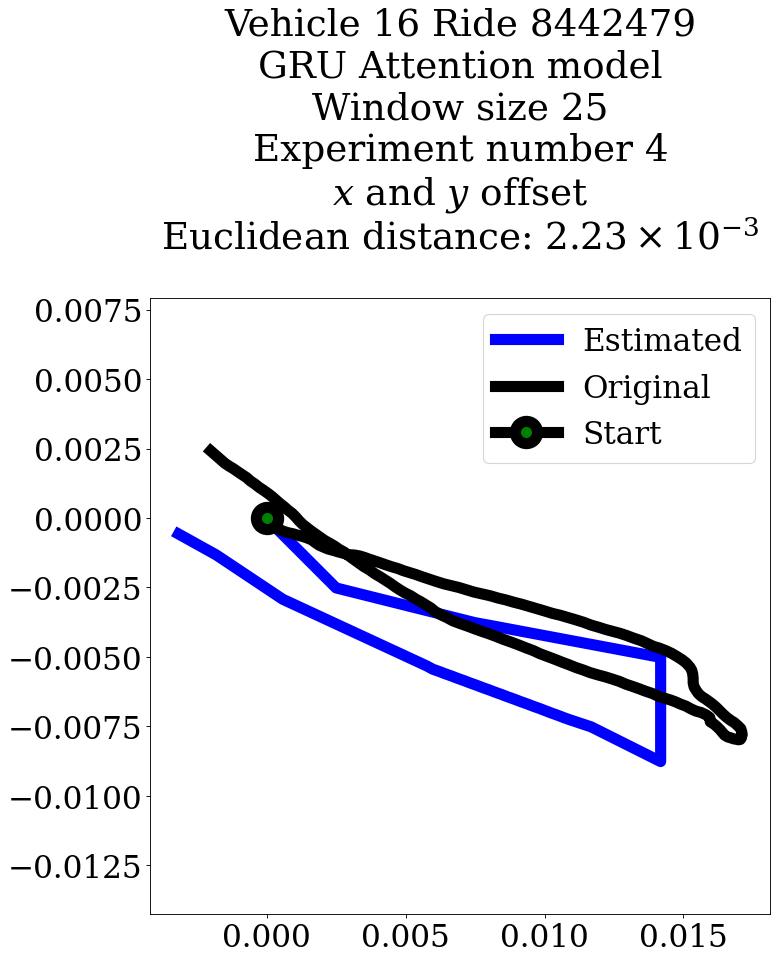 Vehicle 16 Ride 8442479
GRU Attention model
Window size 25
Experiment number 4
x and y offset
Euclidean distance: 2.23 × 10⁻³
Estimated
Original
Start
0.0075
0.0050
0.0025
0.0000
−0.0025
−0.0050
−0.0075
−0.0100
−0.0125
0.000 0.005 0.010 0.015